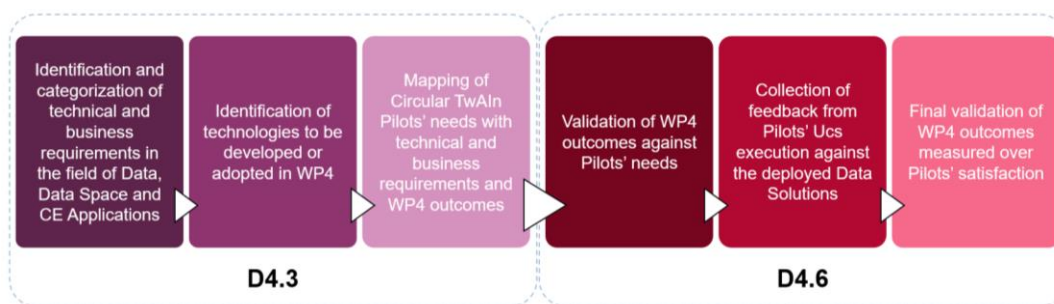 Identification and
categorization of
technical and
business
requirements in
the field of Data,
Data Space and
CE Applications
Identification of
technologies to be
developed or
adopted in WP4
Mapping of
Circular TwAIn
Pilots' needs with
technical and
business
requirements and
WP4 outcomes
Validation of WP4
outcomes against
Pilots' needs
Collection of
feedback from
Pilots' Ucs
execution against
the deployed Data
Solutions
Final validation of
WP4 outcomes
measured over
Pilots' satisfaction
D4.3
D4.6